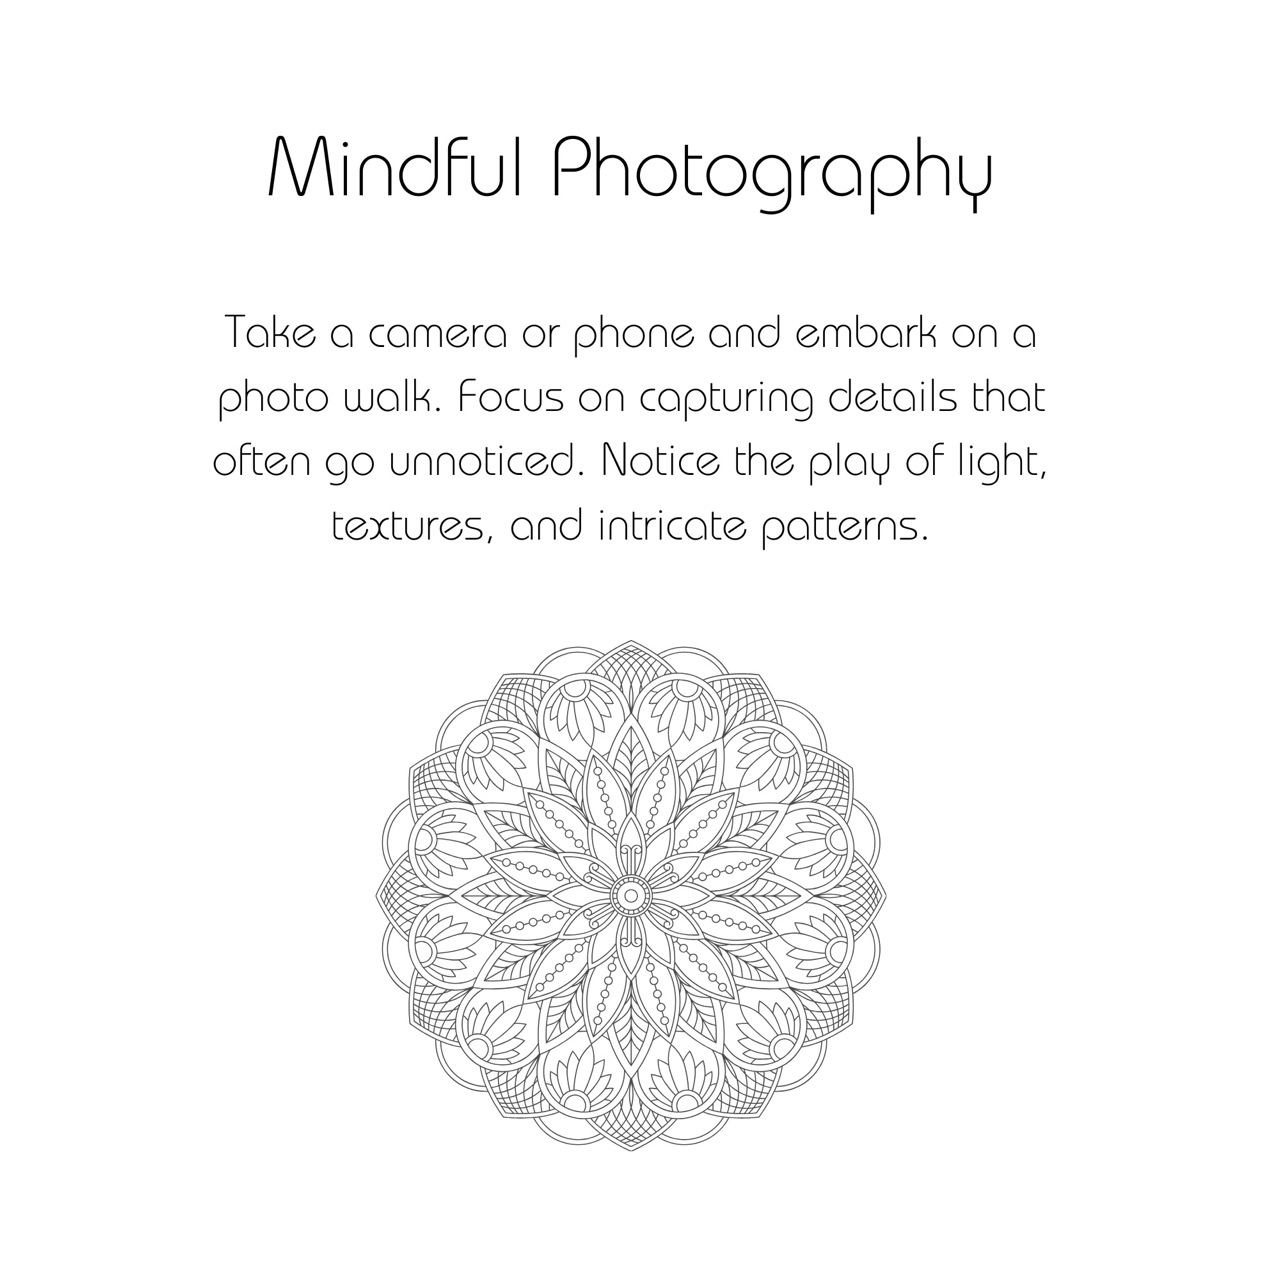 Mindful Photography
Take a camera or phone and embark on a
photo walk. Focus on capturing details that
often go unnoticed. Notice the play of light,
textures, and intricate patterns.